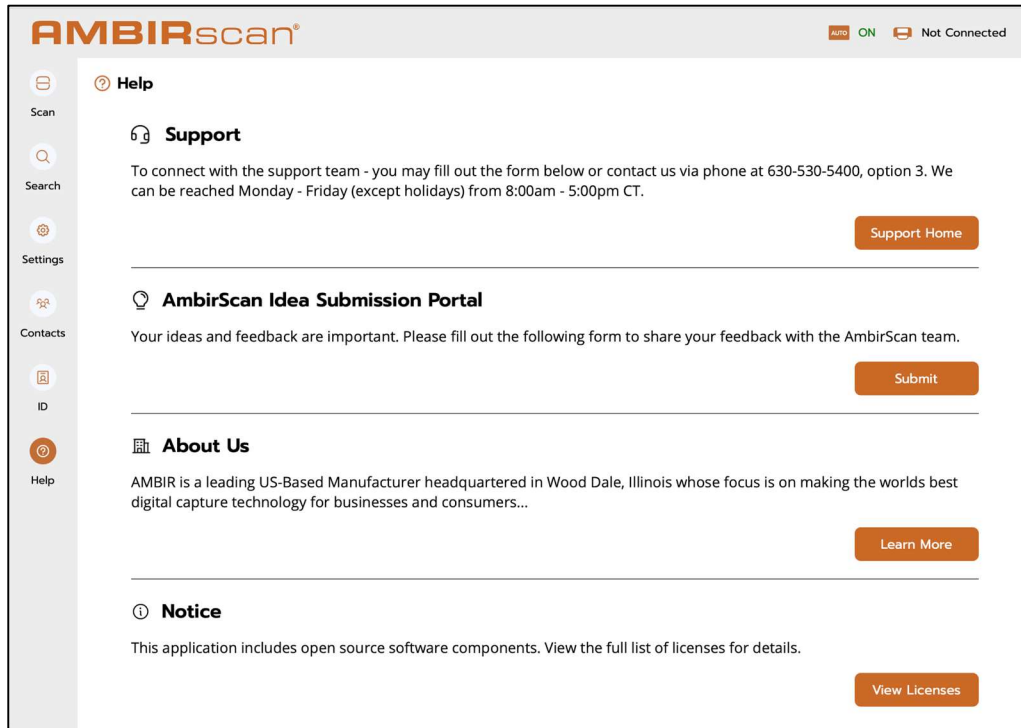 AMBIRscan®
AUTO ON Not Connected
Scan
Search
Settings
Contacts
ID
Help
Help
Support
To connect with the support team - you may fill out the form below or contact us via phone at 630-530-5400, option 3. We
can be reached Monday - Friday (except holidays) from 8:00am - 5:00pm CT.
Support Home
AmbirScan Idea Submission Portal
Your ideas and feedback are important. Please fill out the following form to share your feedback with the AmbirScan team.
Submit
About Us
AMBIR is a leading US-Based Manufacturer headquartered in Wood Dale, Illinois whose focus is on making the worlds best
digital capture technology for businesses and consumers...
Learn More
Notice
This application includes open source software components. View the full list of licenses for details.
View Licenses